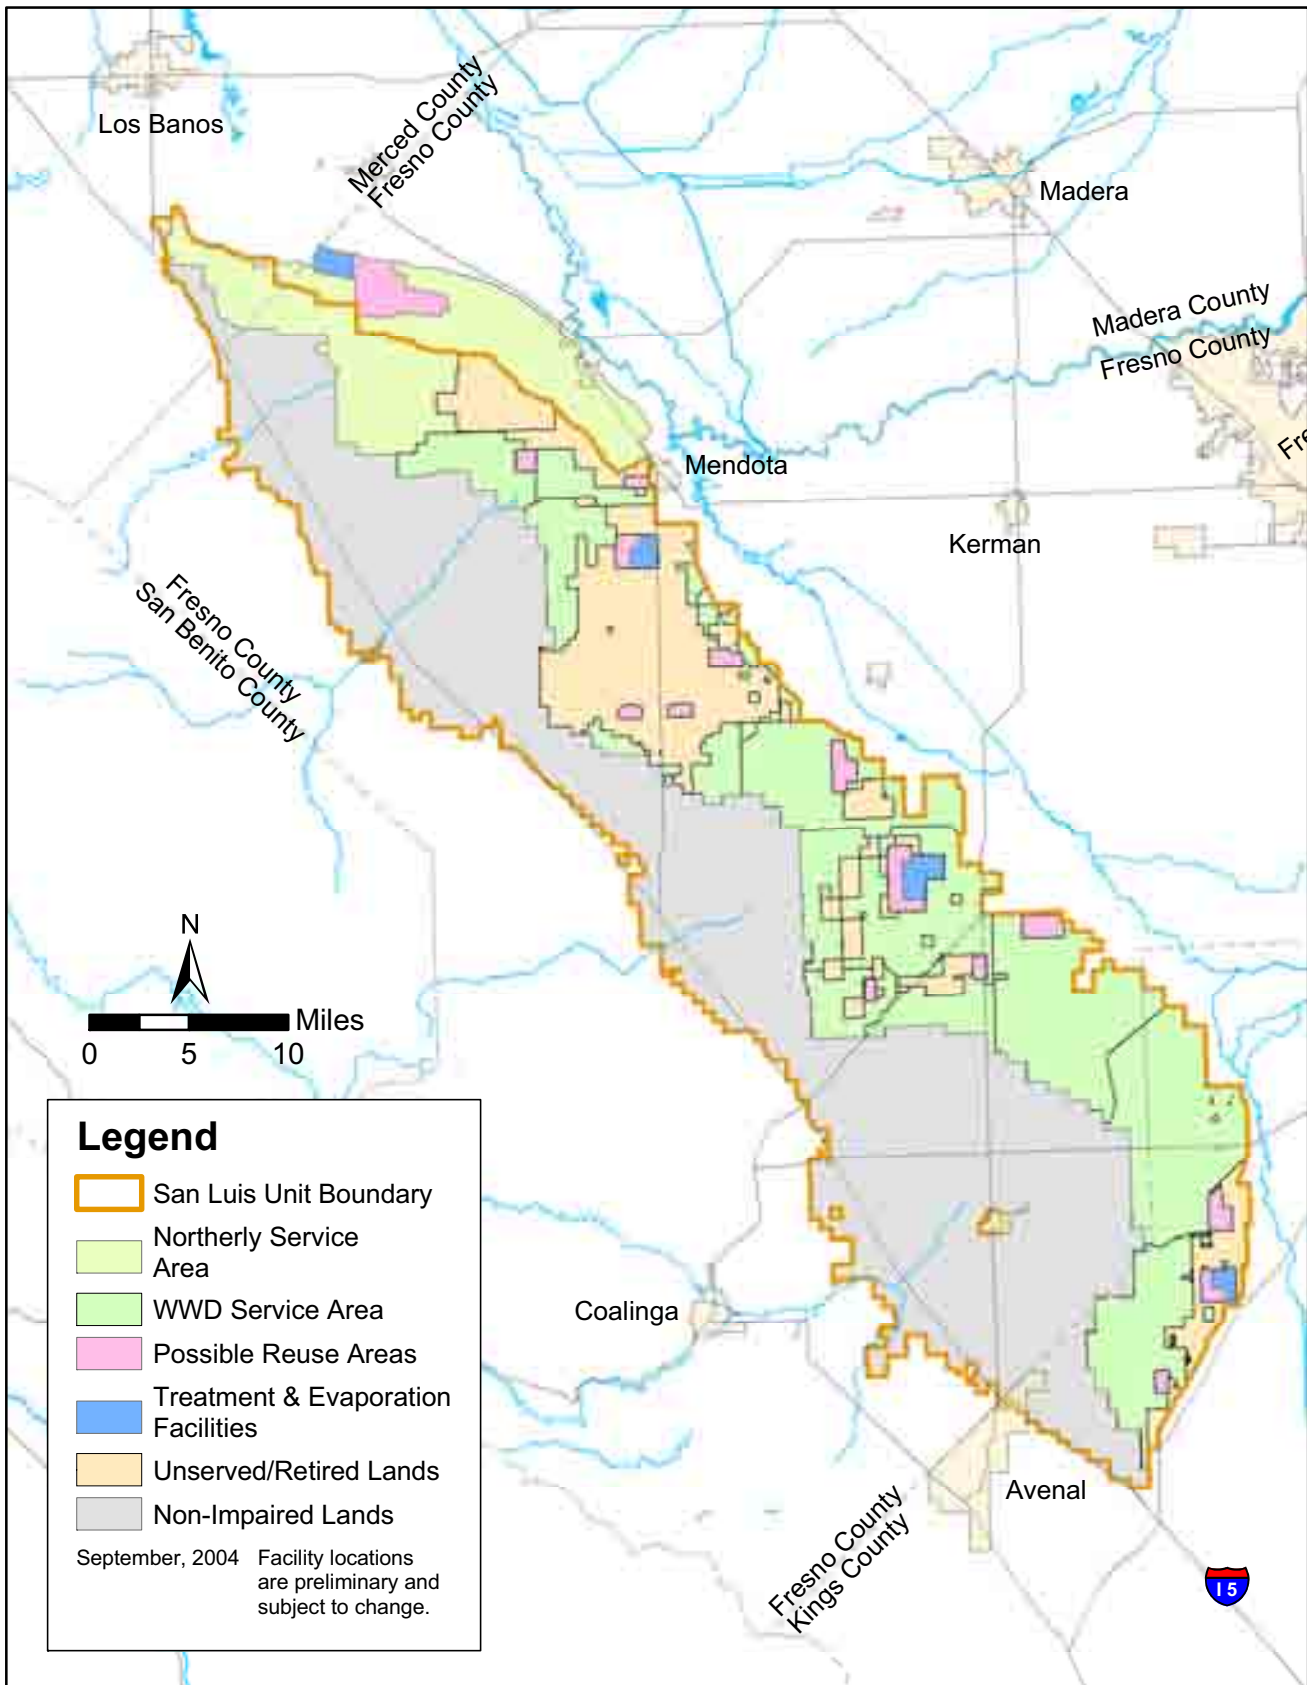 Los Banos
Merced County
Fresno County
Madera
Madera County
Fresno County
Fre
Mendota
Kerman
Fresno County
San Benito County
N
Miles
0 5 10
Legend
San Luis Unit Boundary
Northerly Service
Area
WWD Service Area
Possible Reuse Areas
Treatment & Evaporation
Facilities
Unserved/Retired Lands
Non-Impaired Lands
September, 2004 Facility locations
are preliminary and
subject to change.
Coalinga
Avenal
Fresno County
Kings County
I 5